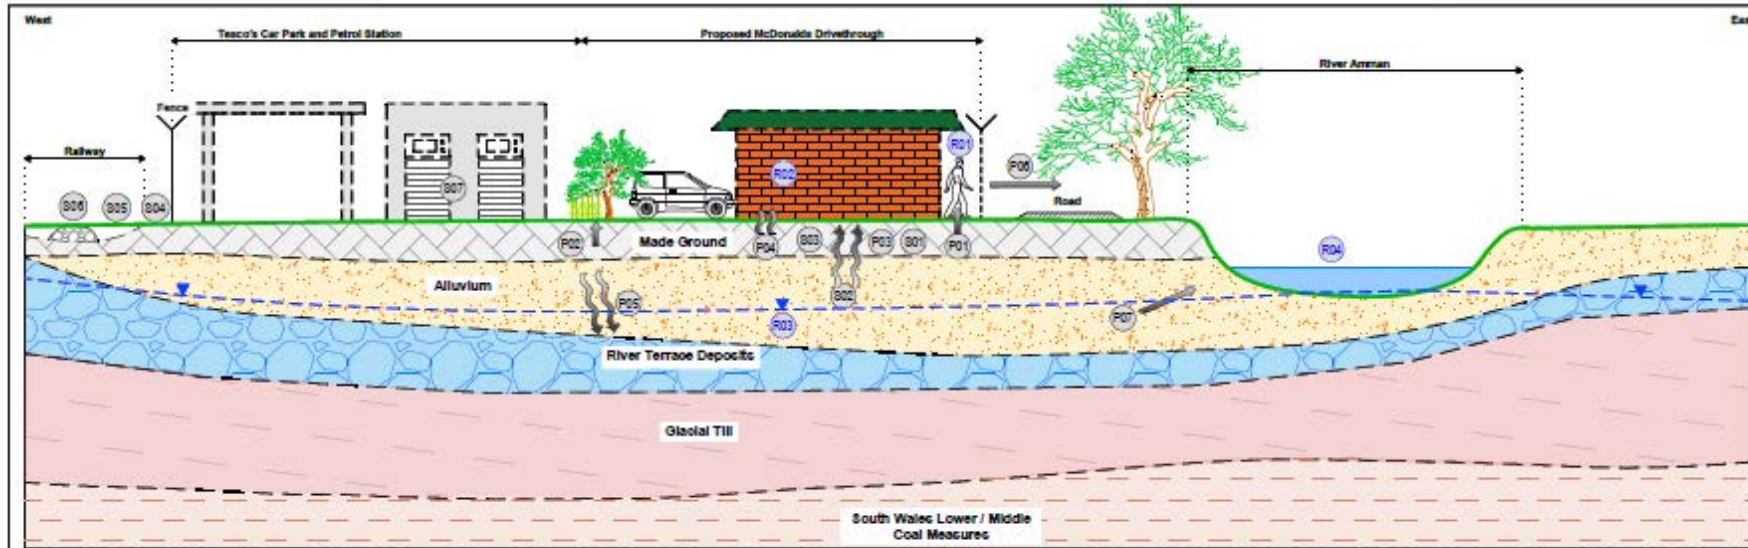 West
Eas
Tesco's Car Park and Petrol Station
Proposed McDonalds Drivethrough
River Amman
Fence
Railway
R01
P06
R02
S07
Road
S06
S05
S04
P02
Made Ground
P04
S03
P03
S01
P01
R04
Alluvium
S02
P05
R03
P07
River Terrace Deposits
Glacial Till
South Wales Lower / Middle
Coal Measures